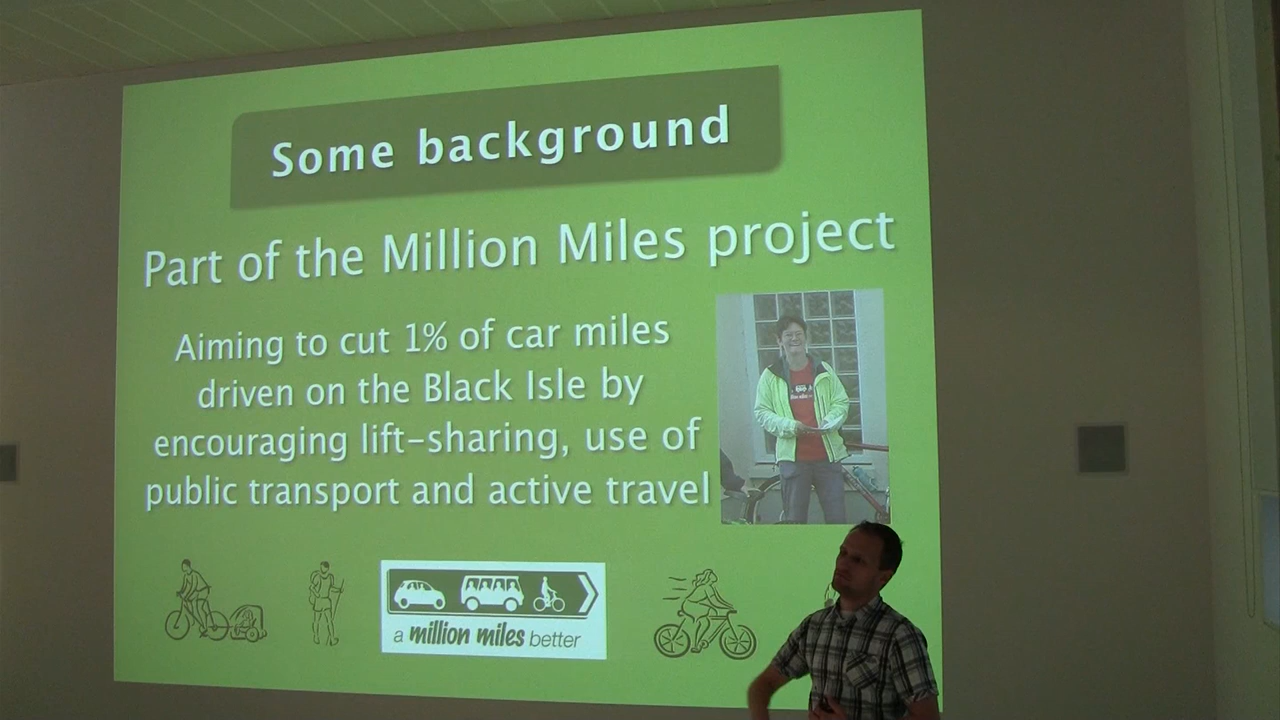 Some background
Part of the Million Miles project
Aiming to cut 1% of car miles
driven on the Black Isle by
encouraging lift-sharing, use of
public transport and active travel
a million miles better